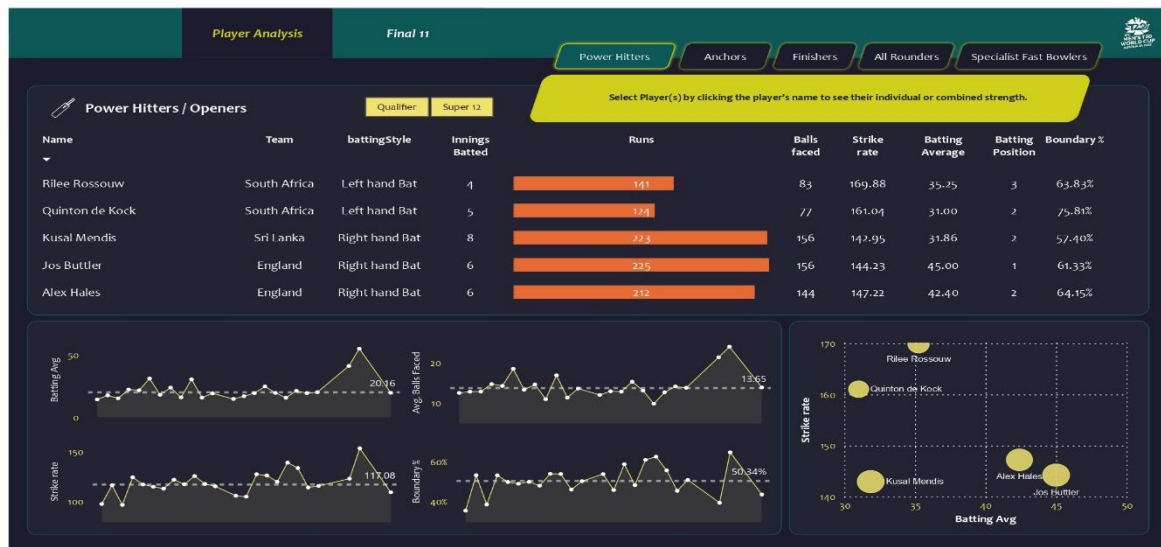 Player Analysis
Final 11
Power Hitters
Anchors
Finishers
All Rounders
Specialist Fast Bowlers
Select Player(s) by clicking the player's name to see their individual or combined strength.
Power Hitters / Openers
Qualifier
Super 12
Name Team battingStyle Innings Batted Runs Balls faced Strike rate Batting Average Batting Position Boundary %
Rilee Rossouw South Africa Left hand Bat 4 141 83 169.88 35.25 3 63.83%
Quinton de Kock South Africa Left hand Bat 5 124 77 161.04 31.00 2 75.81%
Kusal Mendis Sri Lanka Right hand Bat 8 223 156 142.95 31.86 2 57.40%
Jos Buttler England Right hand Bat 6 225 156 144.23 45.00 1 61.33%
Alex Hales England Right hand Bat 6 212 144 147.22 42.40 2 64.15%
Batting Avg
50
0
20.16
Avg. Balls Faced
20
10
13.65
Strike rate
150
100
117.08
Boundary %
60%
40%
50.34%
Strike rate
170
160
150
140
Rilee Rossouw
Quinton de Kock
Alex Hales
Kusal Mendis
Jos Buttler
30 35 40 45 50
Batting Avg